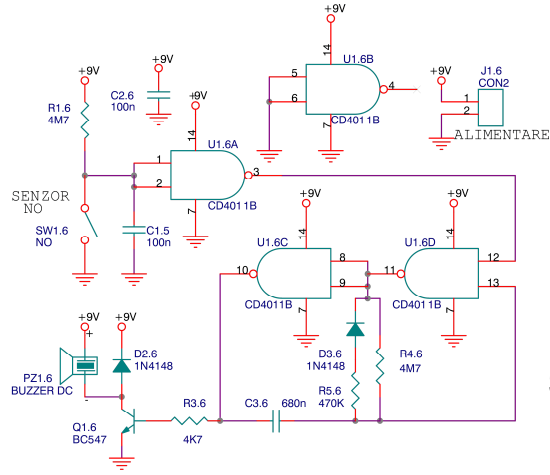 +9V
+9V
+9V
+9V
+9V
R1.6
4M7
C2.6
100n
14
U1.6A
1
2
3
7
CD4011B
14
U1.6B
5
6
4
7
CD4011B
J1.6
CON2
1
2
ALIMENTARE
SENZOR
NO
SW1.6
NO
C1.5
100n
+9V
+9V
14
U1.6C
10
8
9
7
CD4011B
14
U1.6D
11
12
13
7
CD4011B
+9V
+9V
+
D2.6
1N4148
PZ1.6
BUZZER DC
Q1.6
BC547
R3.6
4K7
C3.6
680n
D3.6
1N4148
R5.6
470K
R4.6
4M7